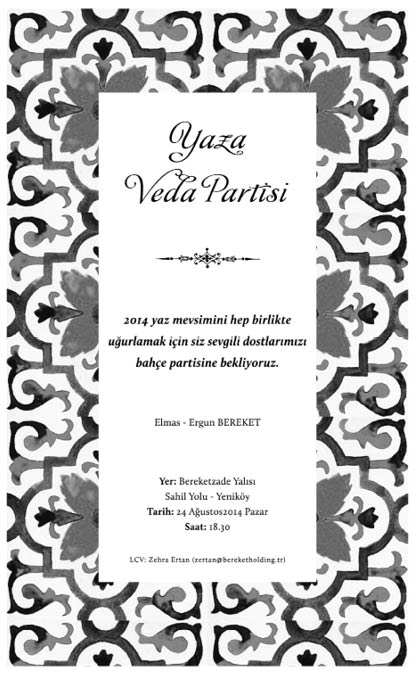 Yaza
Veda Partisi
2014 yaz mevsimini hep birlikte
uğurlamak için siz sevgili dostlarımızı
bahçe partisine bekliyoruz.
Elmas - Ergun BEREKET
Yer: Bereketzade Yalısı
Sahil Yolu - Yeniköy
Tarih: 24 Ağustos2014 Pazar
Saat: 18.30
LCV: Zehra Ertan (zertan@bereketholding.tr)